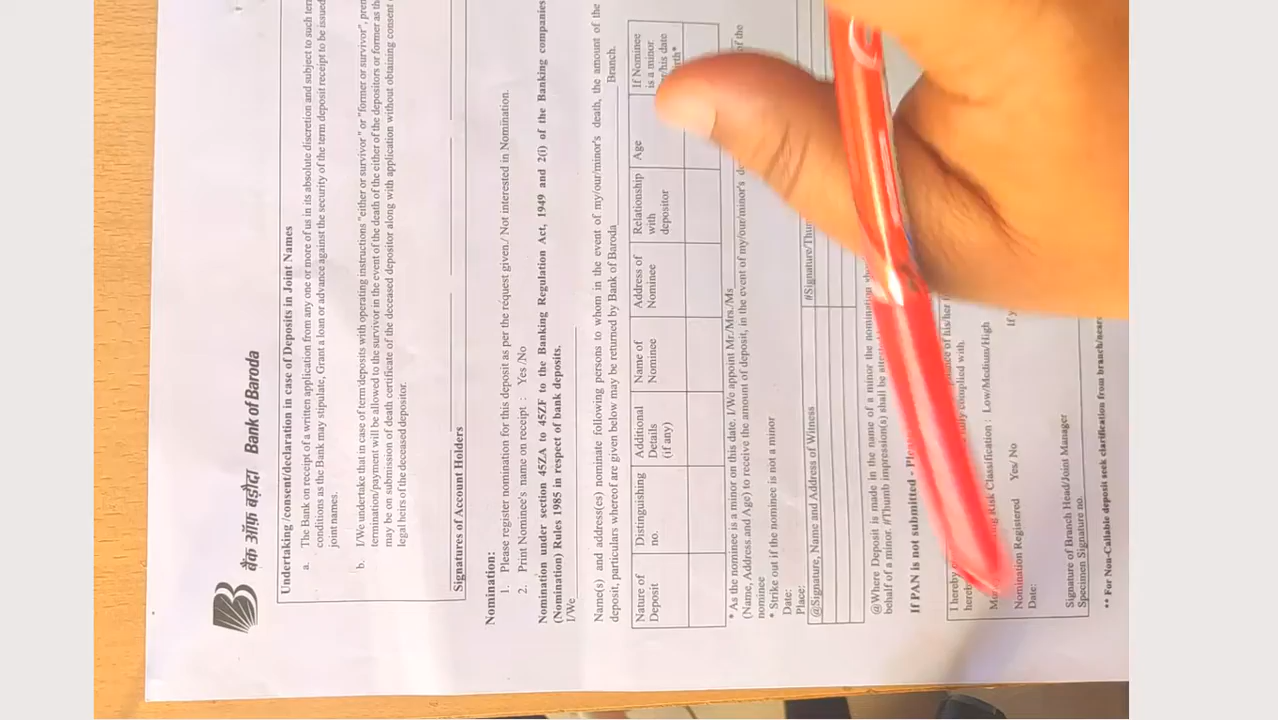 बैंक ऑफ़ बड़ौदा Bank of Baroda
Undertaking /consent/declaration in case of Deposits in Joint Names
a. The Bank on receipt of a written application from any one or more of us in its absolute discretion and subject to such
conditions as the Bank may stipulate, Grant a loan or advance against the security of the term deposit receipt to be issued
joint names.
b. I/We undertake that in case of term deposits with operating instructions "either or survivor" or "former or survivor",
termination/payment will be allowed to the survivor in the event of the death of the either of the depositors or former as the
may be on submission of death certificate of the deceased depositor along with application without obtaining consent
legal heirs of the deceased depositor.
Signatures of Account Holders
Nomination:
1. Please register nomination for this deposit as per the request given./ Not interested in Nomination.
2. Print Nominee's name on receipt : Yes /No
Nomination under section 45ZA to 45ZF to the Banking Regulation Act, 1949 and 2(i) of the Banking companies
(Nomination) Rules 1985 in respect of bank deposits.
I/We
Name(s) and address(es) nominate following persons to whom in the event of my/our/minor's death, the amount of the
deposit, particulars whereof are given below may be returned by Bank of Baroda Branch.
Nature of Deposit Distinguishing no. Additional Details (if any) Name of Nominee Address of Nominee Relationship with depositor Age If Nominee is a minor his date
* As the nominee is a minor on this date, I/We appoint Mr./Mrs./Ms of the
(Name, Address and Age) to receive the amount of deposit, in the event of my/our/minor's
nominee
* Strike out if the nominee is not a minor
Date:
Place:
@Signature, Name and Address of Witness #Signature/
@Where Deposit is made in the name of a minor the nomination
behalf of a minor. #Thumb impression(s) shall be
If PAN is not submitted -
I hereby of his/her
complied with.
Risk Classification : Low/Medium/High
Nomination Registered Yes/ No If
Date:
Signature of Branch Head/Joint Manager
Specimen Signature no.
** For Non-Callable deposit seek clarification from